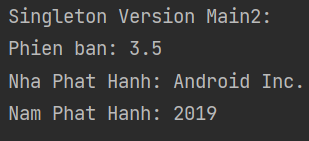 Singleton Version Main2:
Phien ban: 3.5
Nha Phat Hanh: Android Inc.
Nam Phat Hanh: 2019